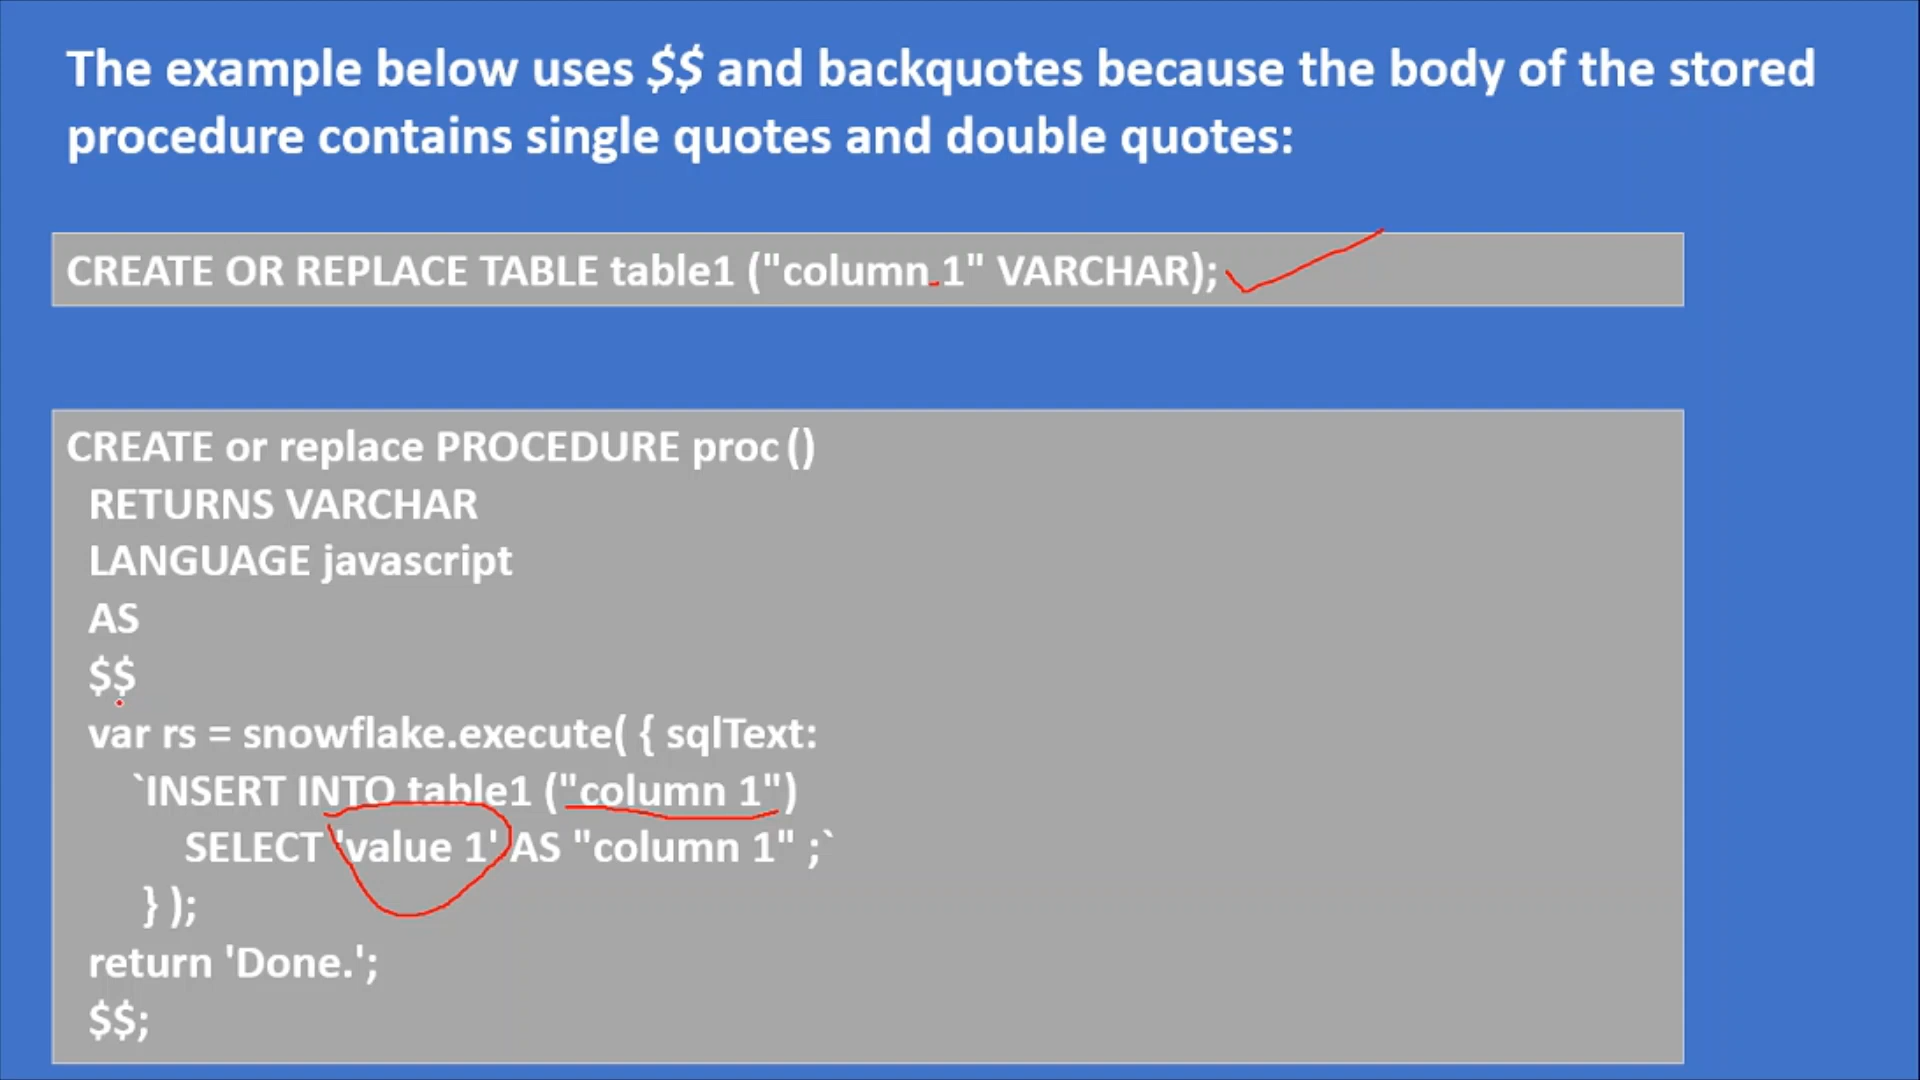 The example below uses $$ and backquotes because the body of the stored
procedure contains single quotes and double quotes:
CREATE OR REPLACE TABLE table1 ("column 1" VARCHAR);
CREATE or replace PROCEDURE proc ()
RETURNS VARCHAR
LANGUAGE javascript
AS
$$
var rs = snowflake.execute( { sqlText:
`INSERT INTO table1 ("column 1")
SELECT 'value 1' AS "column 1" ;`
} );
return 'Done.';
$$;